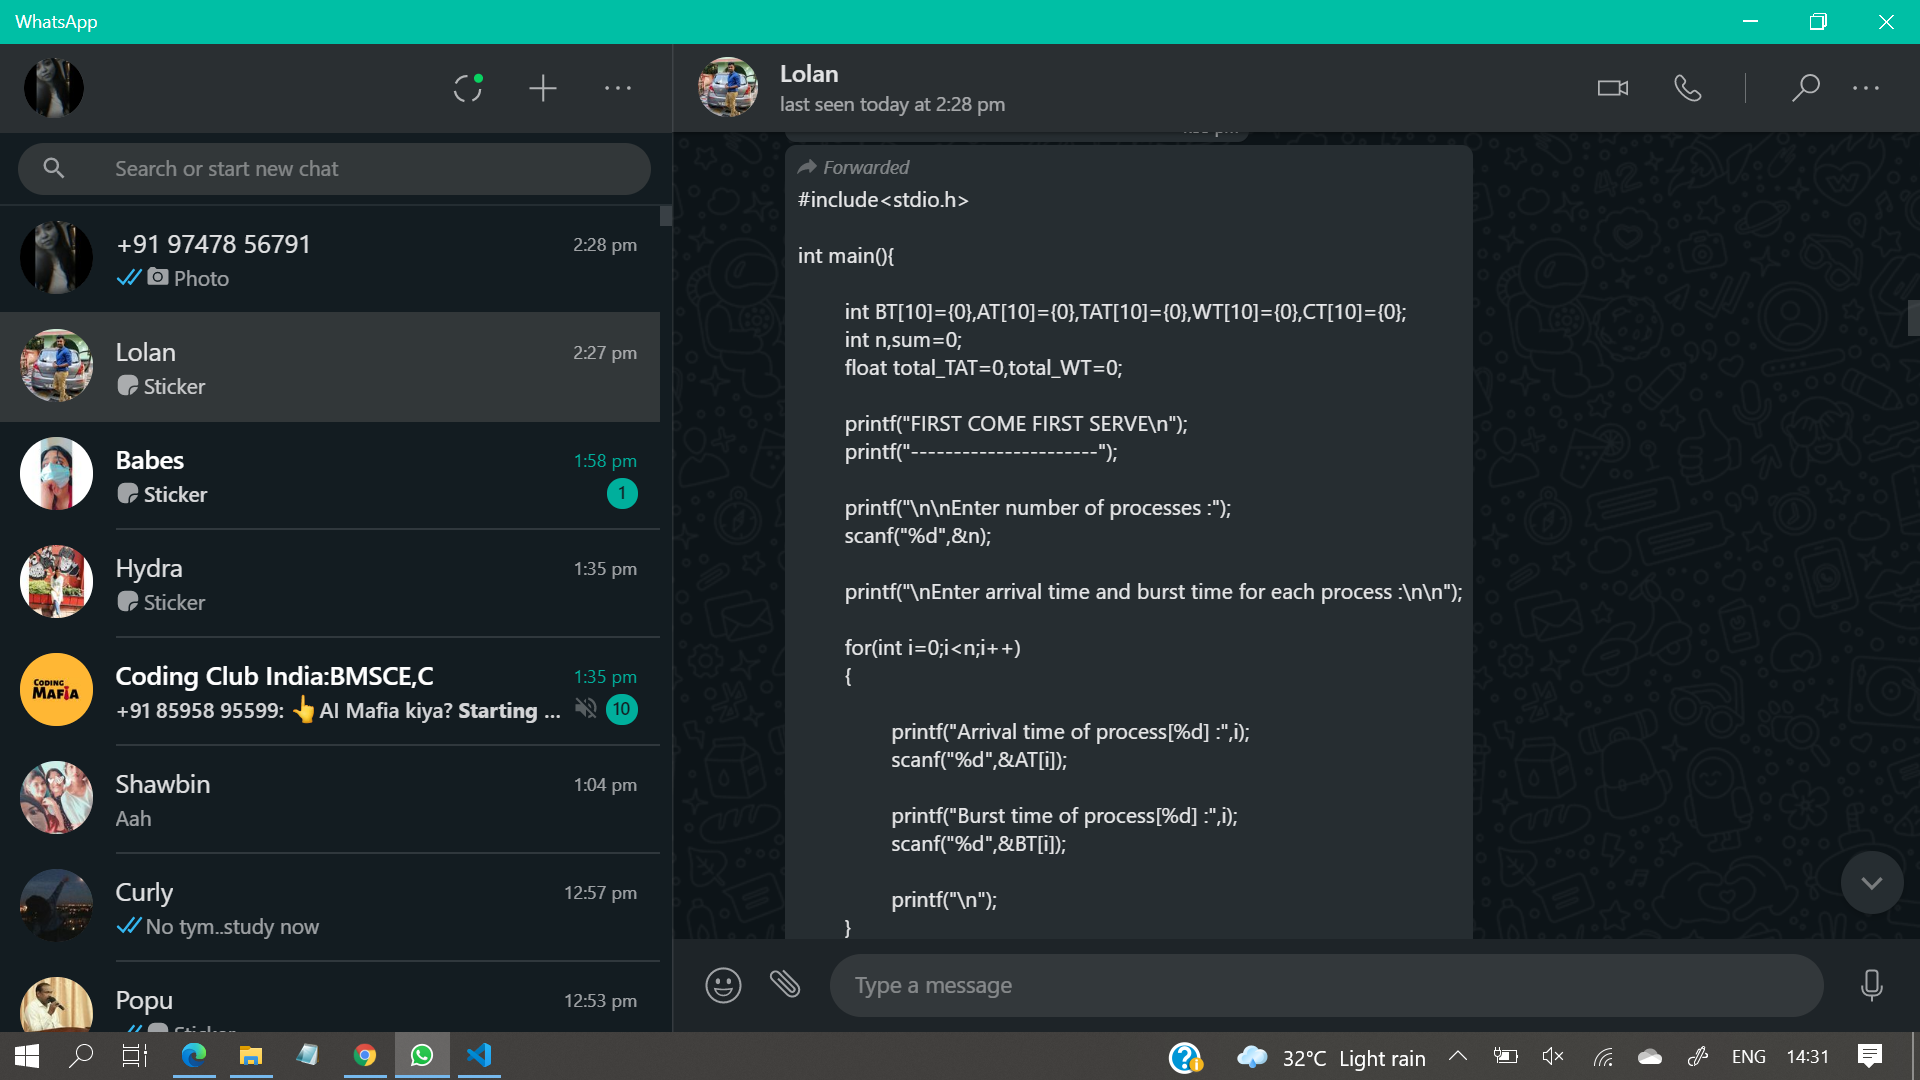 WhatsApp
Search or start new chat
+91 97478 56791
2:28 pm
Photo
Lolan
2:27 pm
Sticker
Babes
1:58 pm
Sticker
1
Hydra
1:35 pm
Sticker
CODING
MAFIA
Coding Club India:BMSCE,C
1:35 pm
+91 85958 95599: 👆AI Mafia kiya? Starting ...
10
Shawbin
1:04 pm
Aah
Curly
12:57 pm
No tym..study now
Popu
12:53 pm
Sticker
Lolan
last seen today at 2:28 pm
Forwarded
#include<stdio.h>
int main(){
int BT[10]={0},AT[10]={0},TAT[10]={0},WT[10]={0},CT[10]={0};
int n,sum=0;
float total_TAT=0,total_WT=0;
printf("FIRST COME FIRST SERVE\n");
printf("----------------------");
printf("\n\nEnter number of processes :");
scanf("%d",&n);
printf("\nEnter arrival time and burst time for each process :\n\n");
for(int i=0;i<n;i++)
{
printf("Arrival time of process[%d] :",i);
scanf("%d",&AT[i]);
printf("Burst time of process[%d] :",i);
scanf("%d",&BT[i]);
printf("\n");
}
Type a message
32°C Light rain
ENG
14:31